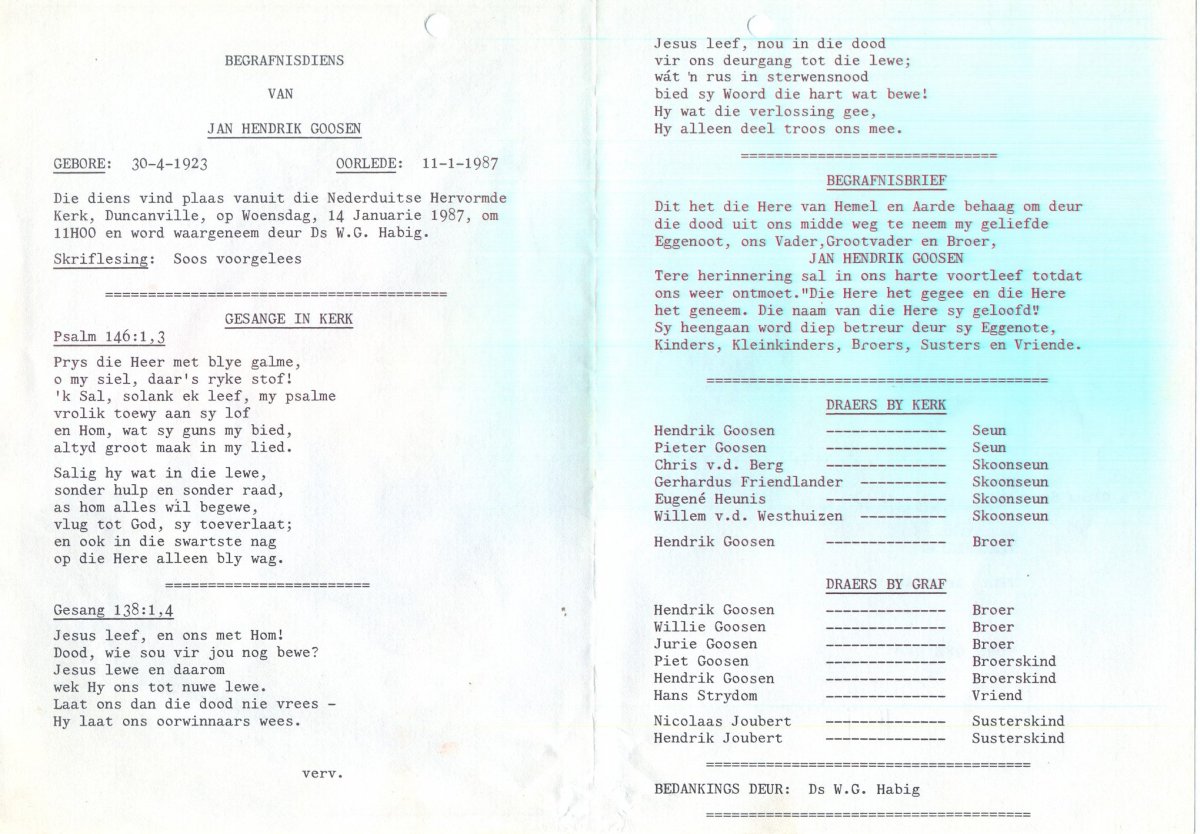 BEGRAFNISDIENS
VAN
JAN HENDRIK GOOSEN
GEBORE: 30-4-1923 OORLEDE: 11-1-1987
Die diens vind plaas vanuit die Nederduitse Hervormde
Kerk, Duncanville, op Woensdag, 14 Januarie 1987, om
11H00 en word waargeneem deur Ds W.G. Habig.
Skriflesing: Soos voorgelees
========================================
GESANGE IN KERK
Psalm 146:1,3
Prys die Heer met blye galme,
o my siel, daar's ryke stof!
'k Sal, solank ek leef, my psalme
vrolik toewy aan sy lof
en Hom, wat sy guns my bied,
altyd groot maak in my lied.
Salig hy wat in die lewe,
sonder hulp en sonder raad,
as hom alles wil begewe,
vlug tot God, sy toeverlaat;
en ook in die swartste nag
op die Here alleen bly wag.
========================
Gesang 138:1,4
Jesus leef, en ons met Hom!
Dood, wie sou vir jou nog bewe?
Jesus lewe en daarom
wek Hy ons tot nuwe lewe.
Laat ons dan die dood nie vrees -
Hy laat ons oorwinnaars wees.
verv.
Jesus leef, nou in die dood
vir ons deurgang tot die lewe;
wát 'n rus in sterwensnood
bied sy Woord die hart wat bewe!
Hy wat die verlossing gee,
Hy alleen deel troos ons mee.
==============================
BEGRAFNISBRIEF
Dit het die Here van Hemel en Aarde behaag om deur
die dood uit ons midde weg te neem my geliefde
Eggenoot, ons Vader,Grootvader en Broer,
JAN HENDRIK GOOSEN
Tere herinnering sal in ons harte voortleef totdat
ons weer ontmoet."Die Here het gegee en die Here
het geneem. Die naam van die Here sy geloofd!"
Sy heengaan word diep betreur deur sy Eggenote,
Kinders, Kleinkinders, Broers, Susters en Vriende.
========================================
DRAERS BY KERK
Hendrik Goosen -------------- Seun
Pieter Goosen -------------- Seun
Chris v.d. Berg -------------- Skoonseun
Gerhardus Friendlander ---------- Skoonseun
Eugené Heunis -------------- Skoonseun
Willem v.d. Westhuizen ---------- Skoonseun
Hendrik Goosen -------------- Broer
DRAERS BY GRAF
Hendrik Goosen -------------- Broer
Willie Goosen -------------- Broer
Jurie Goosen -------------- Broer
Piet Goosen -------------- Broerskind
Hendrik Goosen -------------- Broerskind
Hans Strydom -------------- Vriend
Nicolaas Joubert -------------- Susterskind
Hendrik Joubert -------------- Susterskind
======================================
BEDANKINGS DEUR: Ds W.G. Habig
======================================